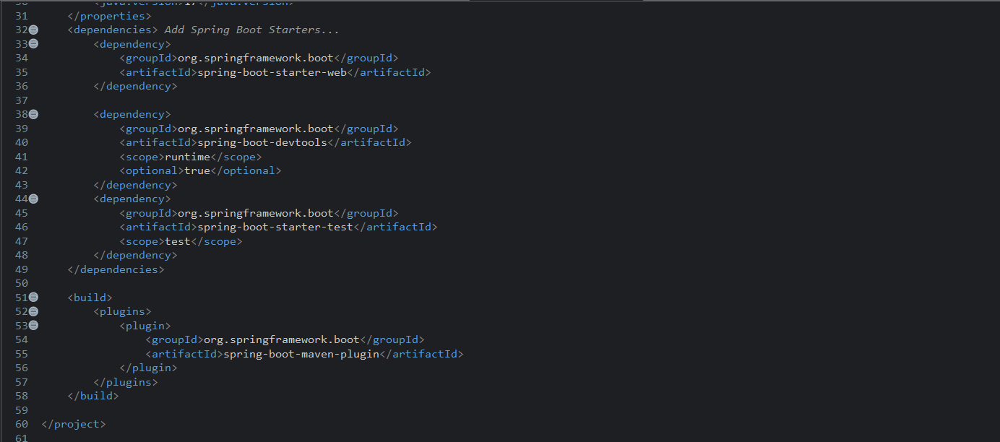 30 <java.version>17</java.version>
31 </properties>
32 <dependencies> Add Spring Boot Starters...
33 <dependency>
34 <groupId>org.springframework.boot</groupId>
35 <artifactId>spring-boot-starter-web</artifactId>
36 </dependency>
37
38 <dependency>
39 <groupId>org.springframework.boot</groupId>
40 <artifactId>spring-boot-devtools</artifactId>
41 <scope>runtime</scope>
42 <optional>true</optional>
43 </dependency>
44 <dependency>
45 <groupId>org.springframework.boot</groupId>
46 <artifactId>spring-boot-starter-test</artifactId>
47 <scope>test</scope>
48 </dependency>
49 </dependencies>
50
51 <build>
52 <plugins>
53 <plugin>
54 <groupId>org.springframework.boot</groupId>
55 <artifactId>spring-boot-maven-plugin</artifactId>
56 </plugin>
57 </plugins>
58 </build>
59
60 </project>
61